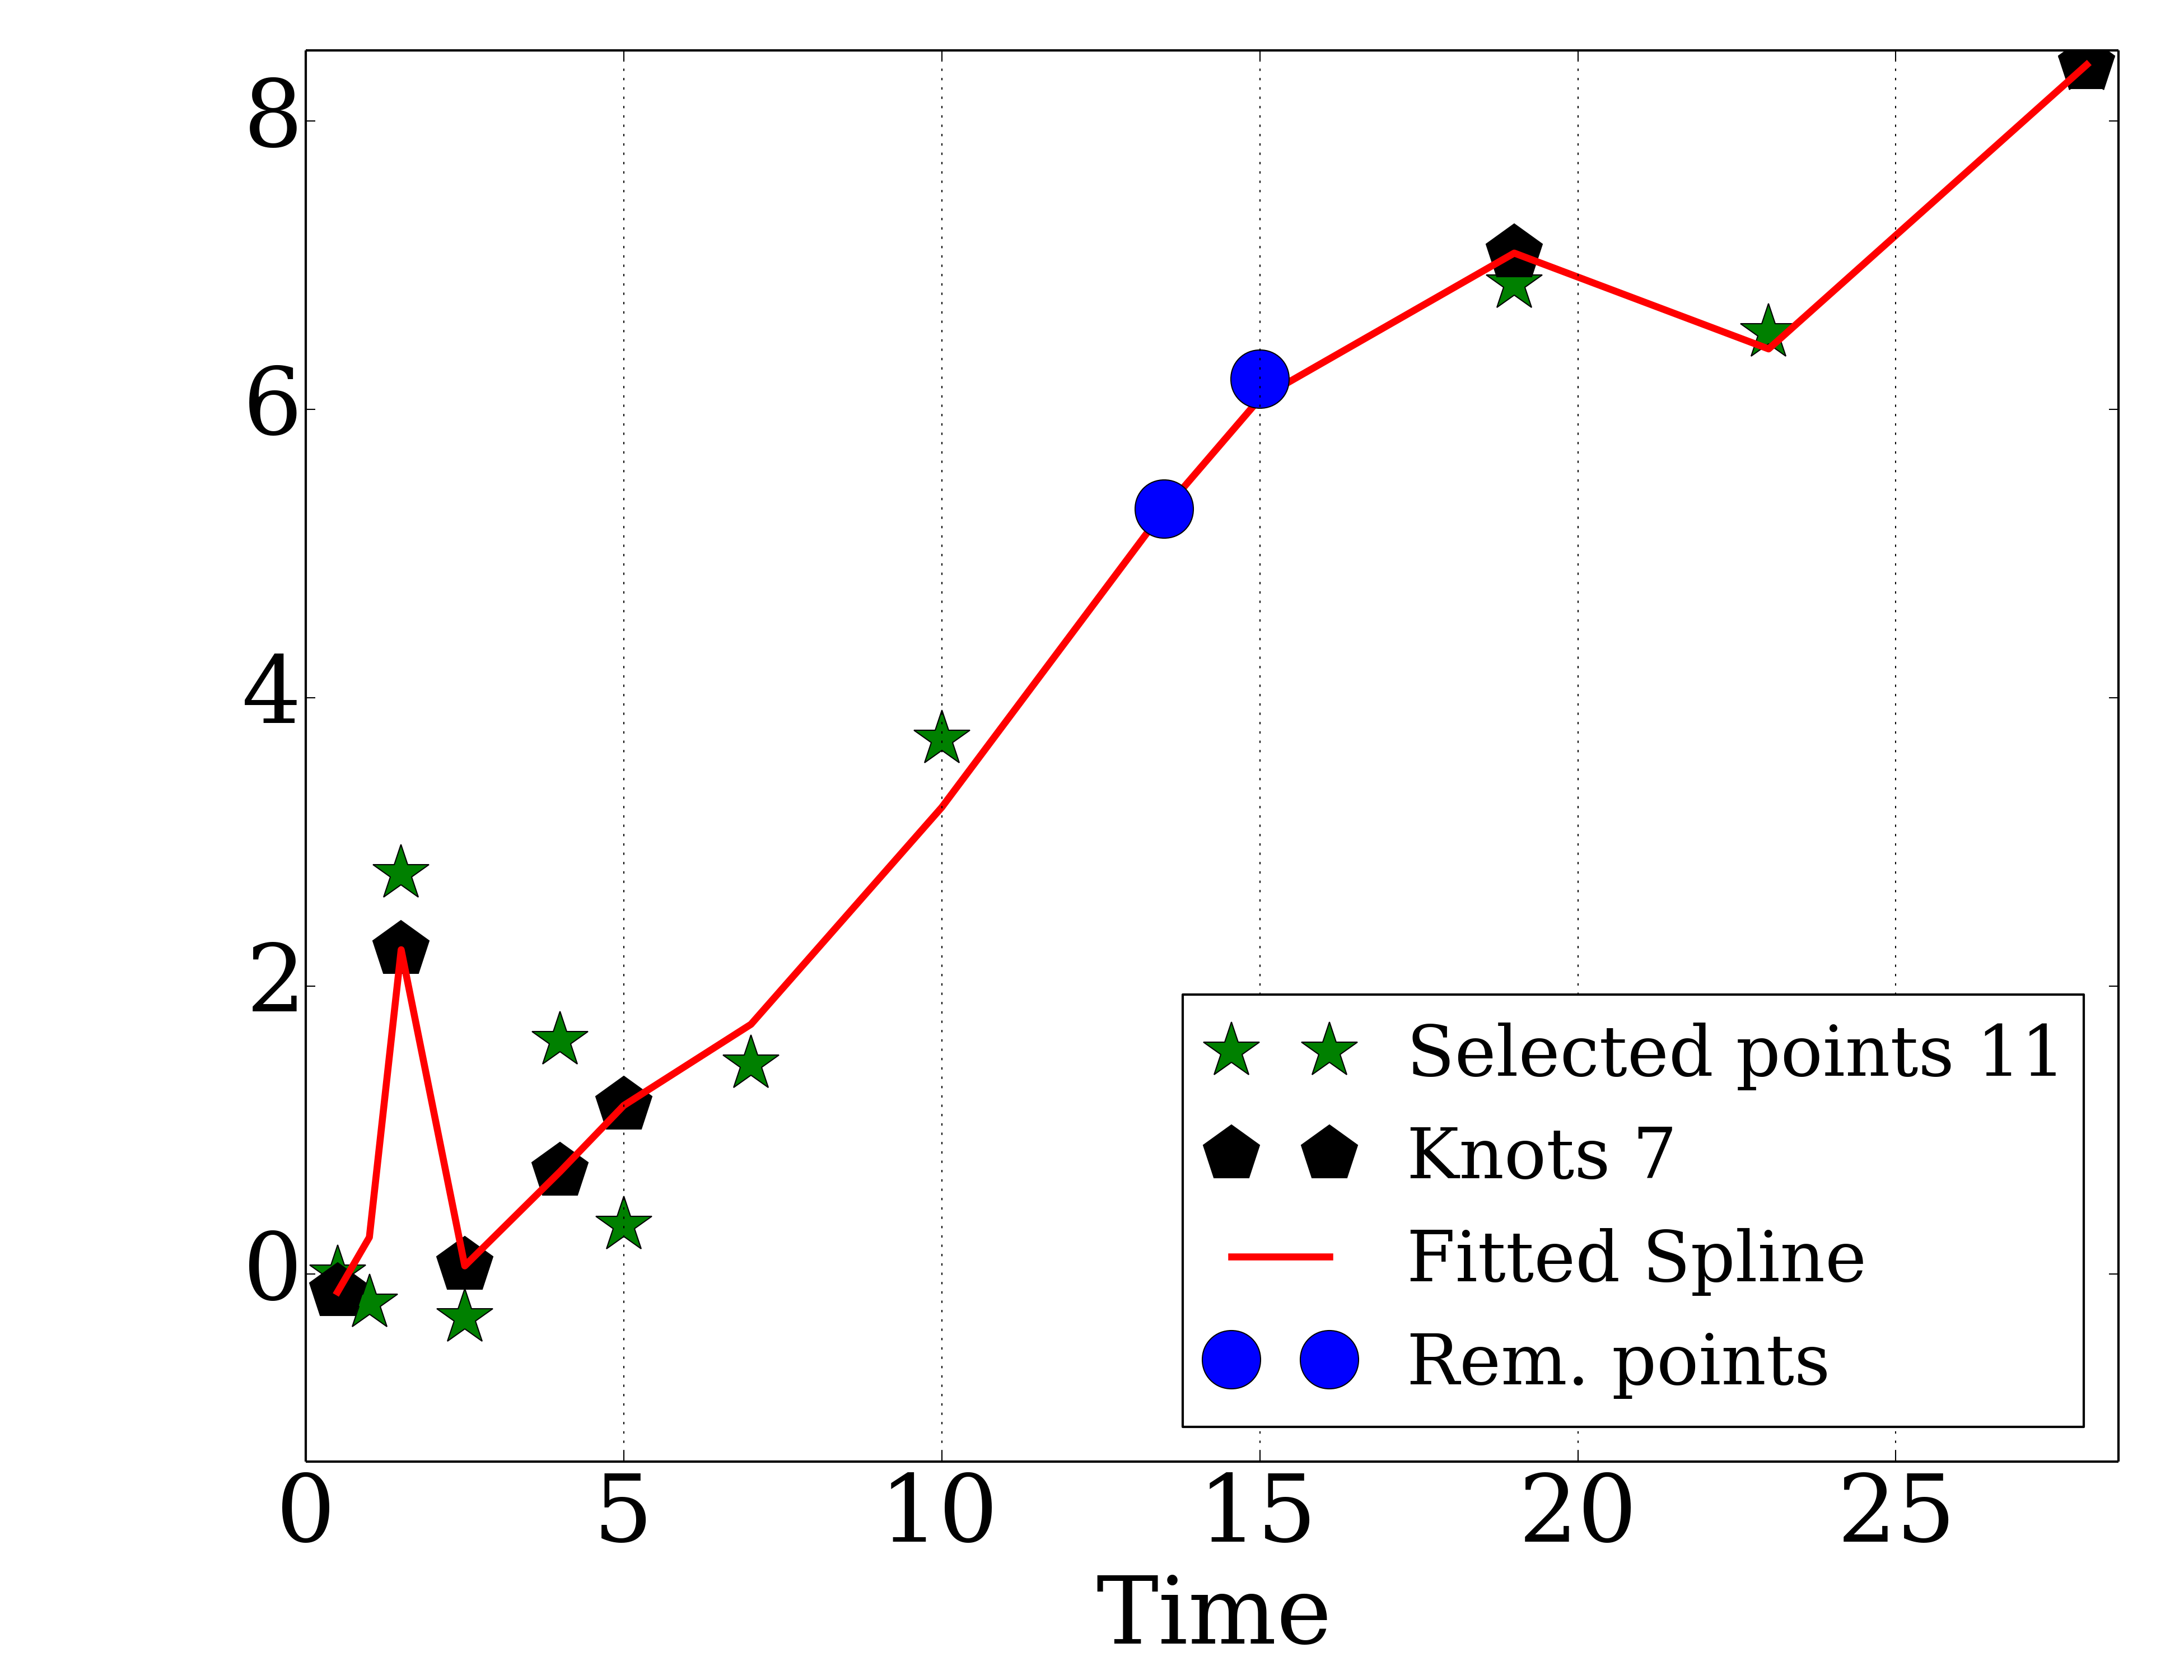 8
6
4
2
0
0 5 10 15 20 25
Time
Selected points 11
Knots 7
Fitted Spline
Rem. points